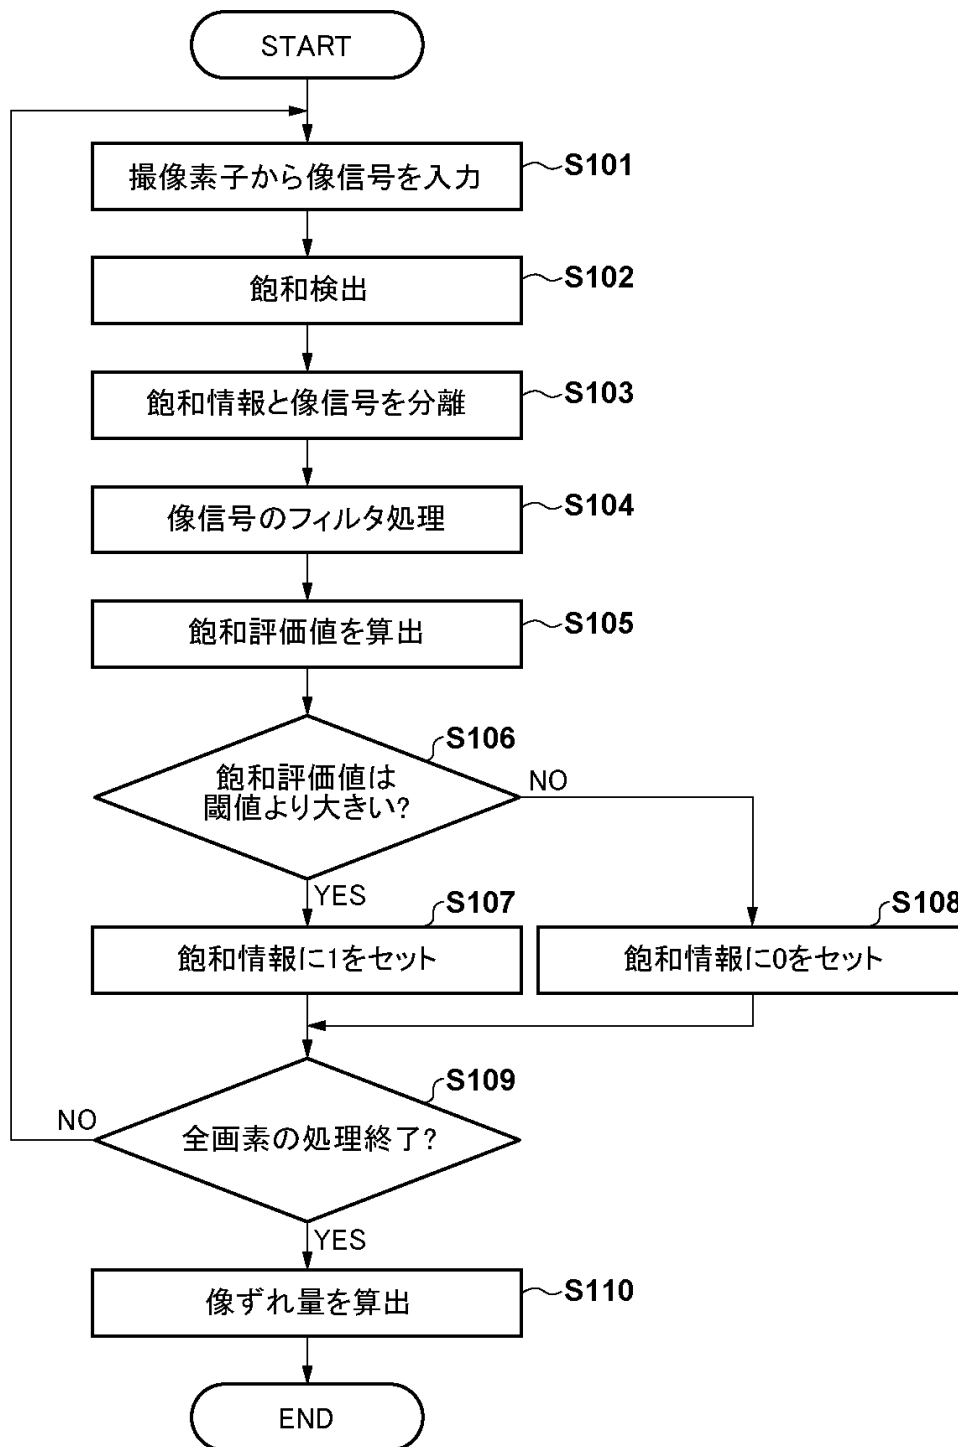 START
撮像素子から像信号を入力
S101
飽和検出
S102
飽和情報と像信号を分離
S103
像信号のフィルタ処理
S104
飽和評価値を算出
S105
S106
飽和評価値は
閾値より大きい?
NO
YES
S107
飽和情報に1をセット
S108
飽和情報に0をセット
S109
NO
全画素の処理終了?
YES
像ずれ量を算出
S110
END